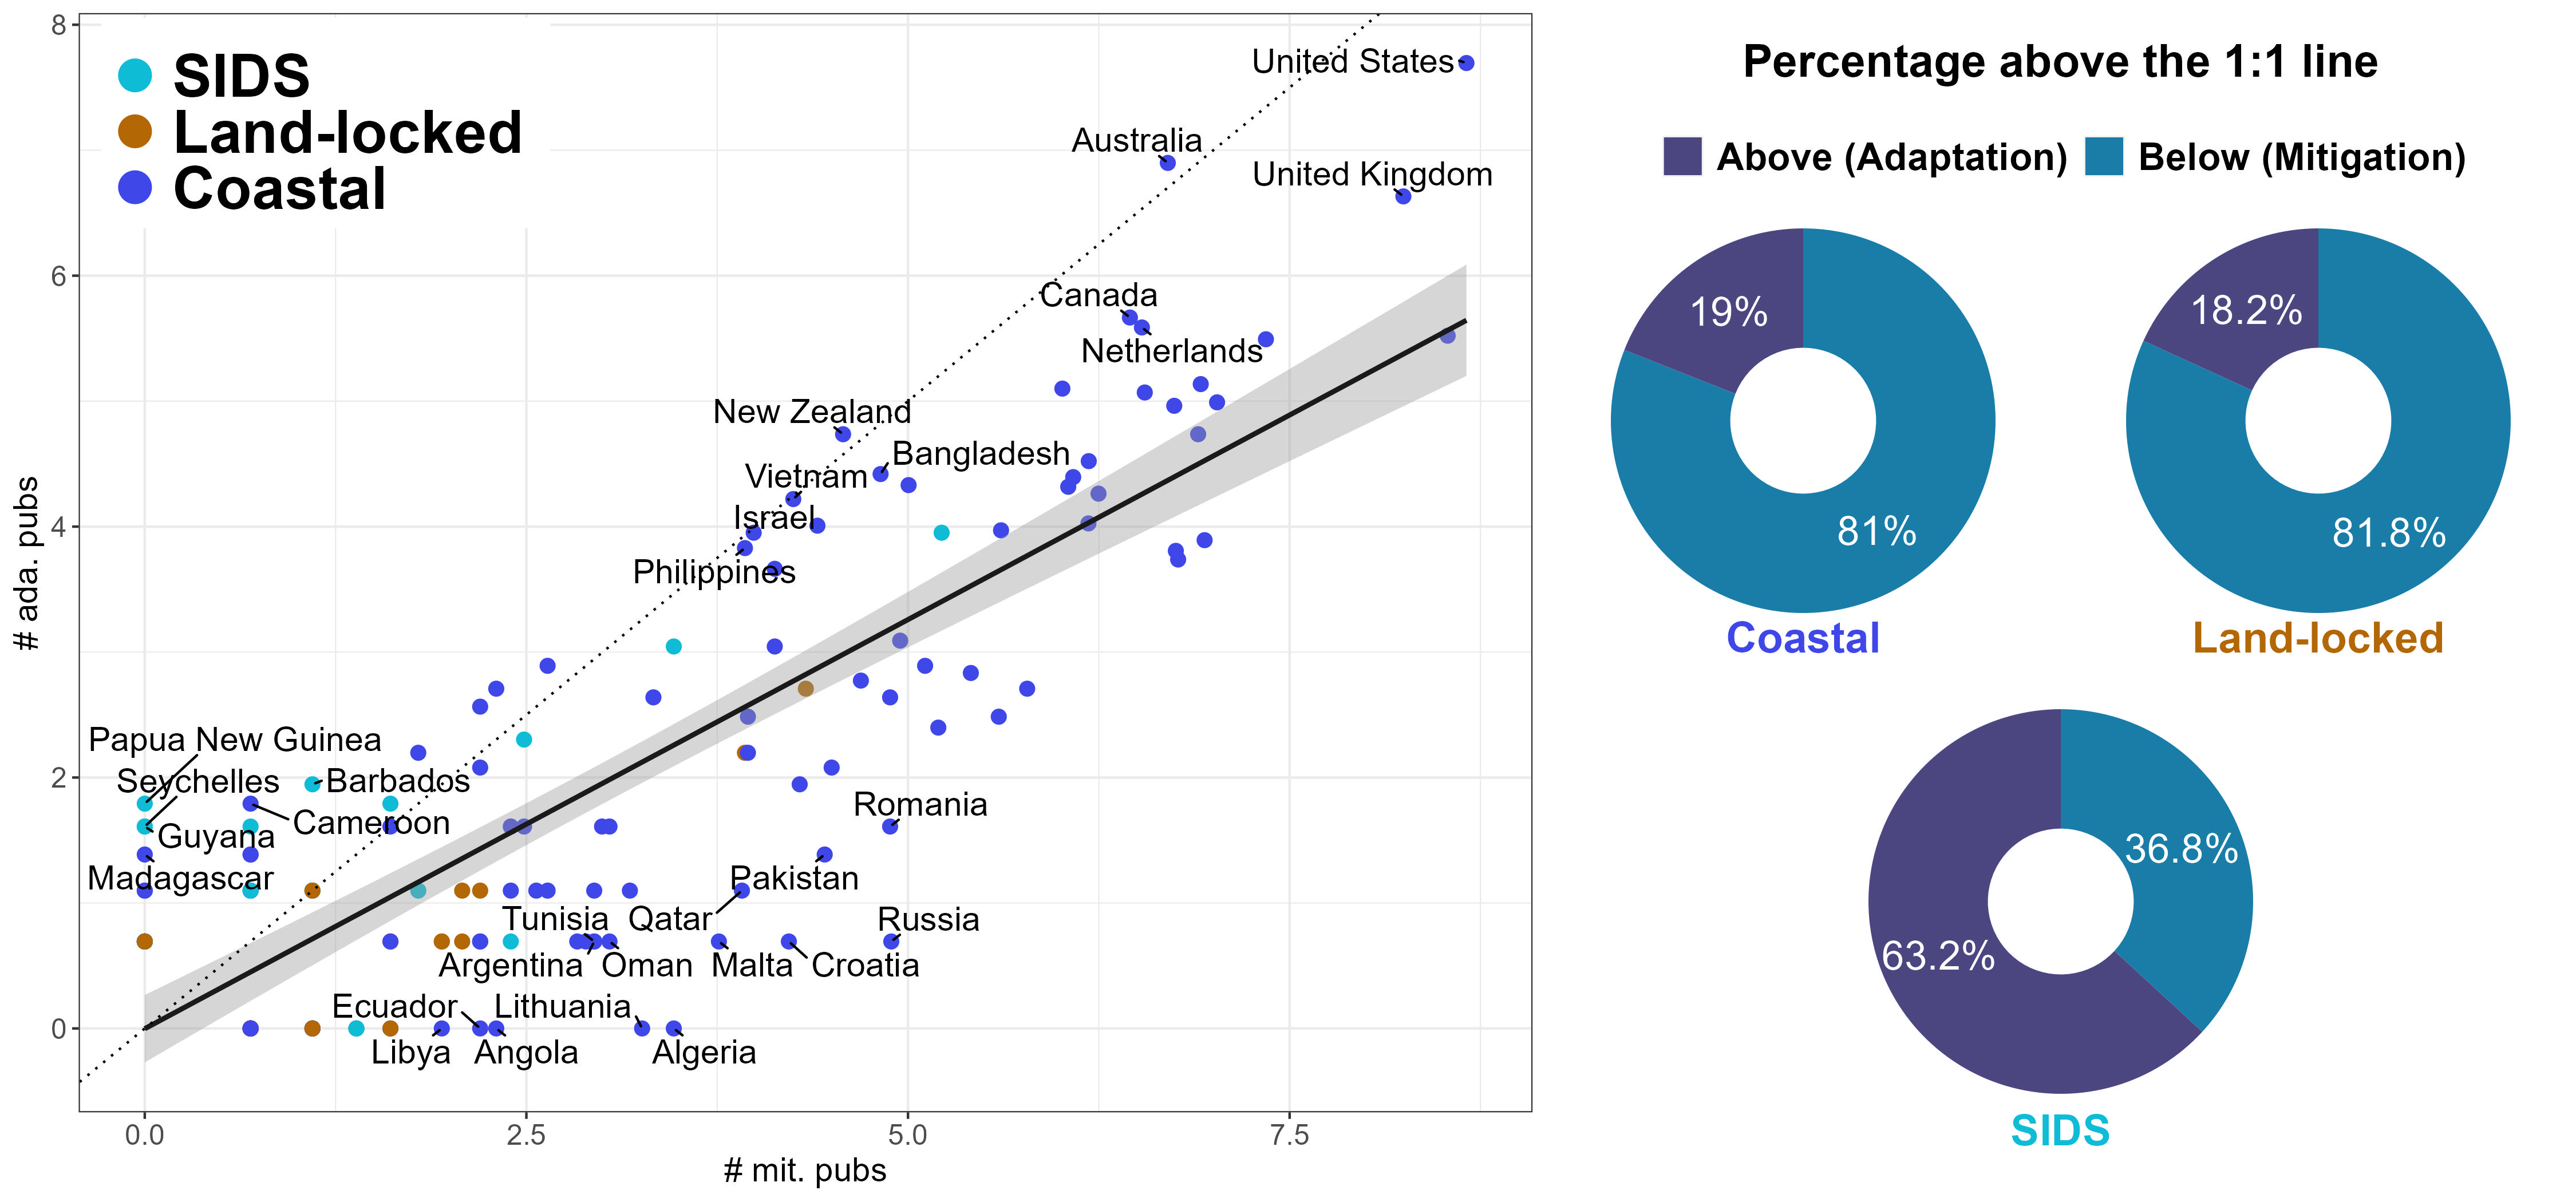 SIDS
Land-locked
Coastal
# ada. pubs
8
6
4
2
0
0.0
2.5
5.0
7.5
# mit. pubs
United States
Australia
United Kingdom
Canada
Netherlands
New Zealand
Bangladesh
Vietnam
Israel
Philippines
Papua New Guinea
Seychelles
Barbados
Guyana
Cameroon
Madagascar
Romania
Pakistan
Tunisia
Qatar
Russia
Argentina
Oman
Malta
Croatia
Ecuador
Lithuania
Libya
Angola
Algeria
Percentage above the 1:1 line
Above (Adaptation)
Below (Mitigation)
19%
81%
Coastal
18.2%
81.8%
Land-locked
36.8%
63.2%
SIDS